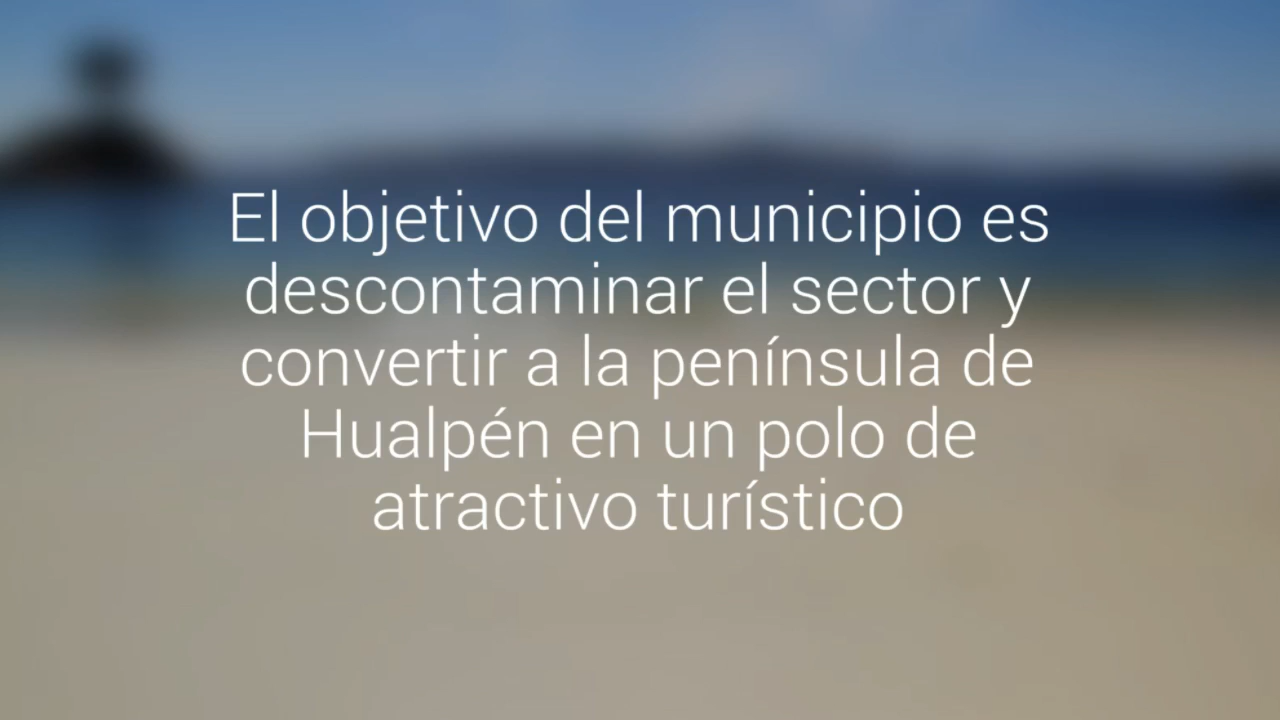 El objetivo del municipio es
descontaminar el sector y
convertir a la península de
Hualpén en un polo de
atractivo turístico